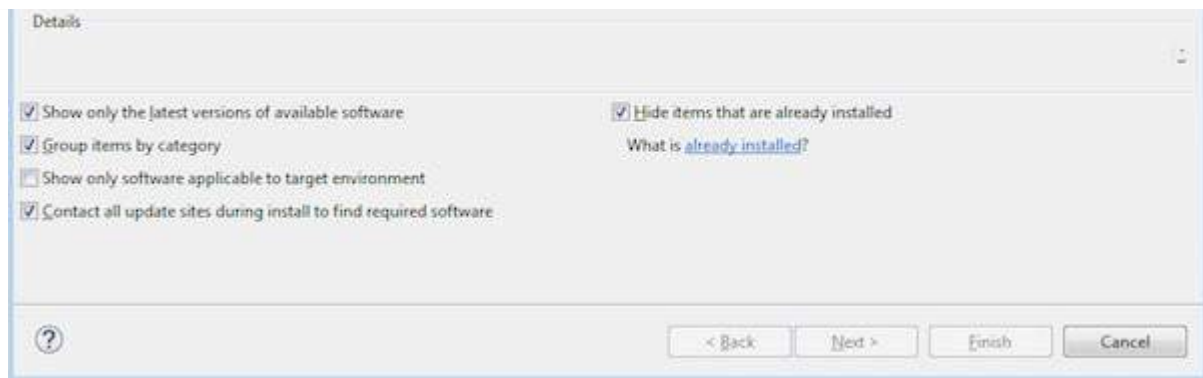 Details
Show only the latest versions of available software
Hide items that are already installed
Group items by category
What is already installed?
Show only software applicable to target environment
Contact all update sites during install to find required software
?
< Back
Next >
Finish
Cancel